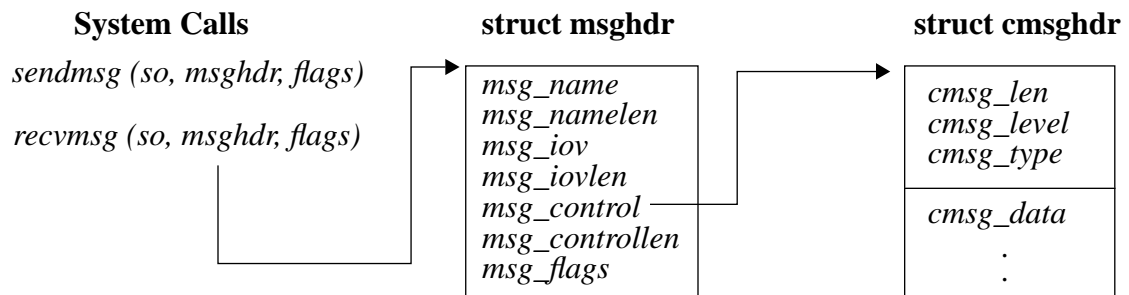 System Calls
sendmsg (so, msghdr, flags)
recvmsg (so, msghdr, flags)
struct msghdr
msg_name
msg_namelen
msg_iov
msg_iovlen
msg_control
msg_controllen
msg_flags
struct cmsghdr
cmsg_len
cmsg_level
cmsg_type
cmsg_data
.
.